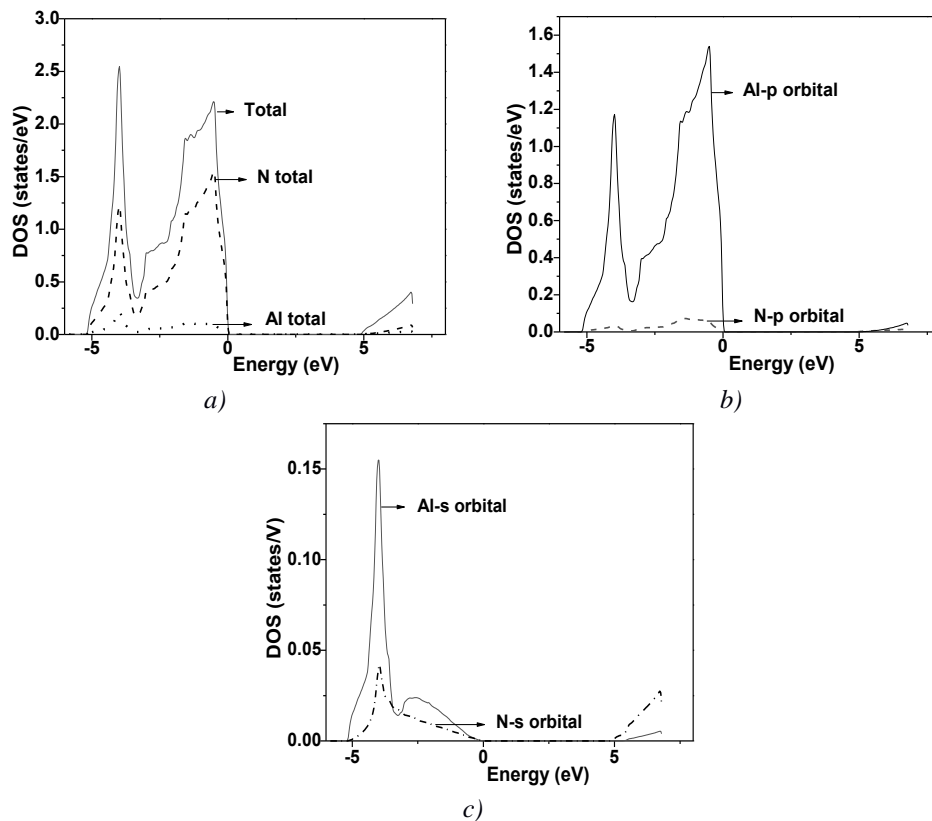 3.0
2.5
2.0
1.5
1.0
0.5
0.0
DOS (states/eV)
Total
N total
Al total
-5
0
5
Energy (eV)
a)
1.6
1.4
1.2
1.0
0.8
0.6
0.4
0.2
0.0
DOS (states/eV)
Al-p orbital
N-p orbital
-5
0
5
Energy (eV)
b)
0.15
0.10
0.05
0.00
DOS (states/V)
Al-s orbital
N-s orbital
-5
0
5
Energy (eV)
c)